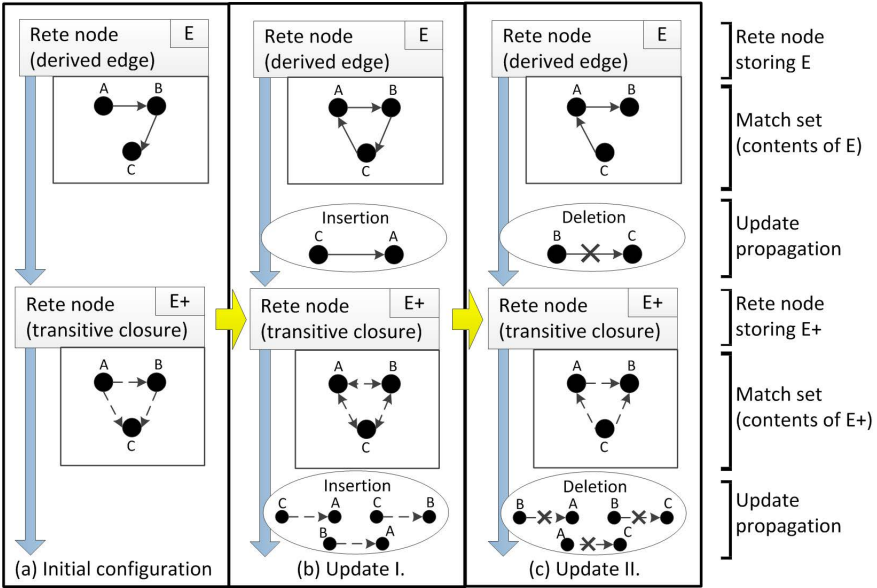 Rete node E
(derived edge)
A B
C
Rete node E+
(transitive closure)
A B
C
(a) Initial configuration
Rete node E
(derived edge)
A B
C
Insertion
C A
Rete node E+
(transitive closure)
A B
C
Insertion
C A C B
B A
(b) Update I.
Rete node E
(derived edge)
A B
C
Deletion
B C
Rete node E+
(transitive closure)
A B
C
Deletion
B A B C
A C
(c) Update II.
Rete node
storing E
Match set
(contents of E)
Update
propagation
Rete node
storing E+
Match set
(contents of E+)
Update
propagation